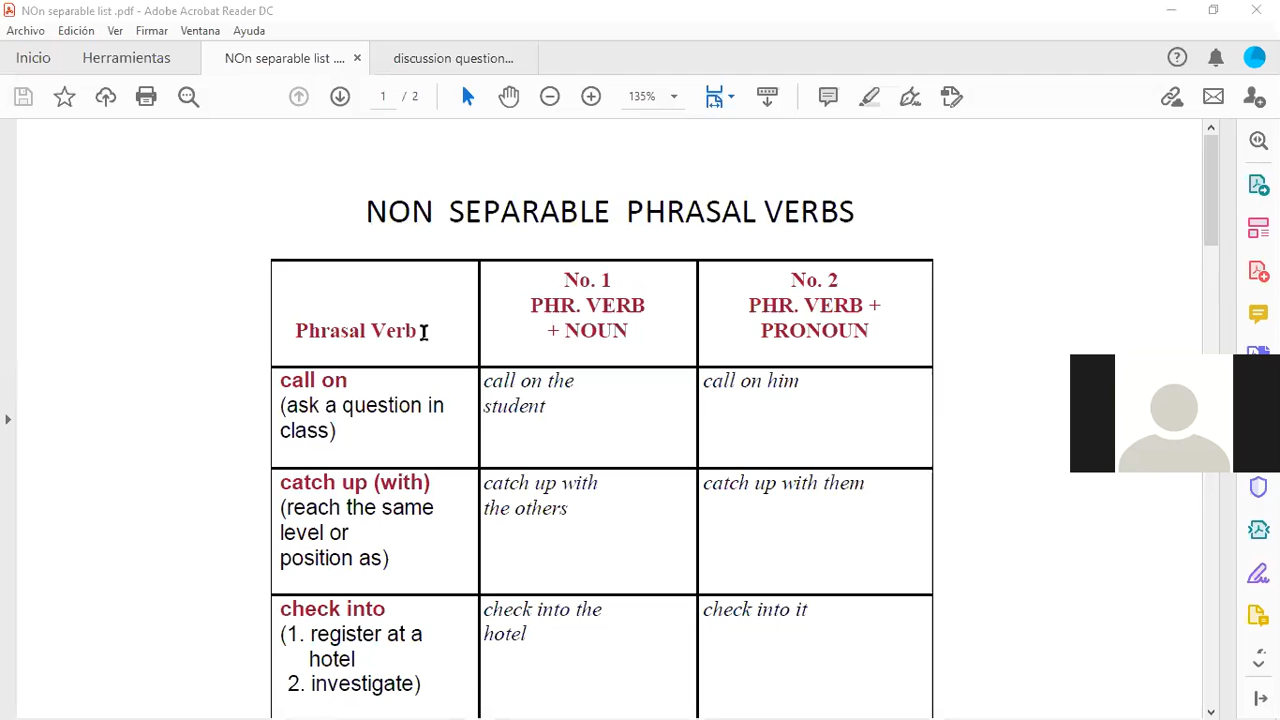 NOn separable list .pdf - Adobe Acrobat Reader DC
Archivo Edición Ver Firmar Ventana Ayuda
Inicio Herramientas NOn separable list .... × discussion question...
1 / 2 135%
NON SEPARABLE PHRASAL VERBS
Phrasal Verb
No. 1
PHR. VERB
+ NOUN
No. 2
PHR. VERB +
PRONOUN
call on
(ask a question in
class)
call on the
student
call on him
catch up (with)
(reach the same
level or
position as)
catch up with
the others
catch up with them
check into
(1. register at a
hotel
2. investigate)
check into the
hotel
check into it